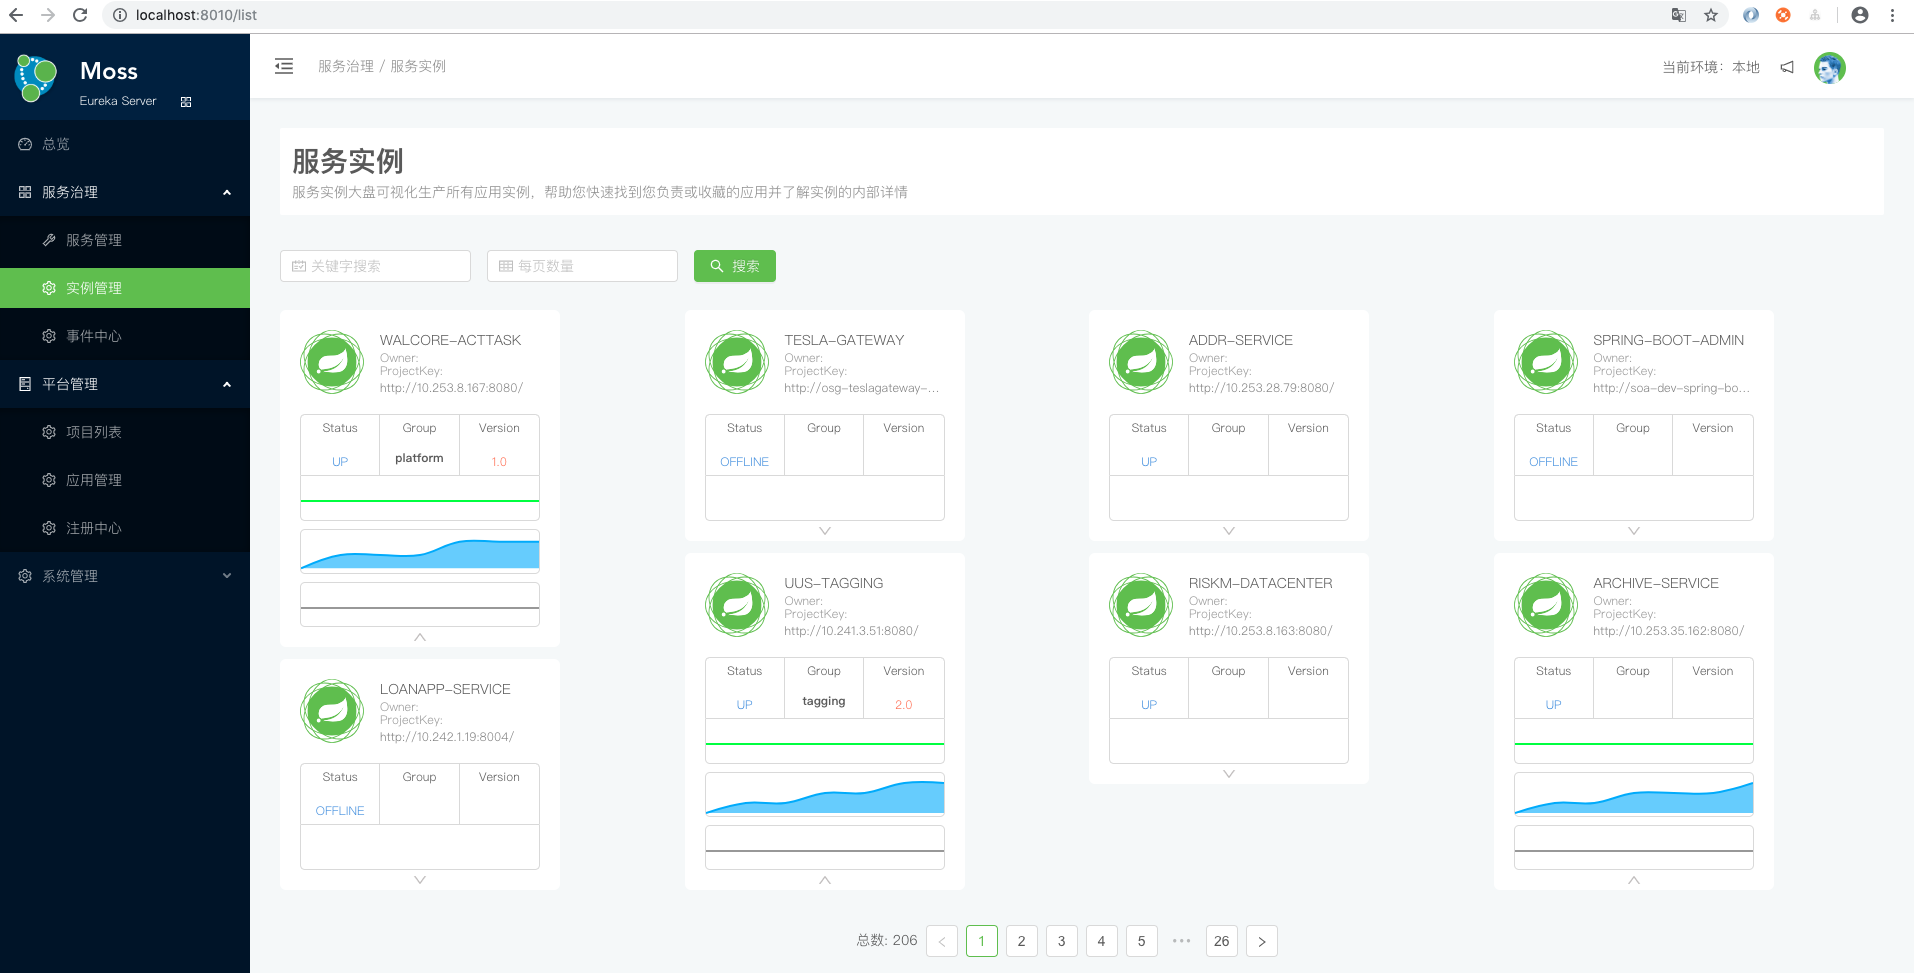 localhost:8010/list
Moss
Eureka Server
总览
服务治理
服务管理
实例管理
事件中心
平台管理
项目列表
应用管理
注册中心
系统管理
服务治理 / 服务实例
当前环境：本地
服务实例
服务实例大盘可视化生产所有应用实例，帮助您快速找到您负责或收藏的应用并了解实例的内部详情
关键字搜索
每页数量
搜索
WALCORE-ACTTASK
Owner:
ProjectKey:
http://10.253.8.167:8080/
Status Group Version
UP platform 1.0
TESLA-GATEWAY
Owner:
ProjectKey:
http://osg-teslagateway-...
Status Group Version
OFFLINE
ADDR-SERVICE
Owner:
ProjectKey:
http://10.253.28.79:8080/
Status Group Version
UP
SPRING-BOOT-ADMIN
Owner:
ProjectKey:
http://soa-dev-spring-bo...
Status Group Version
OFFLINE
LOANAPP-SERVICE
Owner:
ProjectKey:
http://10.242.1.19:8004/
Status Group Version
OFFLINE
UUS-TAGGING
Owner:
ProjectKey:
http://10.241.3.51:8080/
Status Group Version
UP tagging 2.0
RISKM-DATACENTER
Owner:
ProjectKey:
http://10.253.8.163:8080/
Status Group Version
UP
ARCHIVE-SERVICE
Owner:
ProjectKey:
http://10.253.35.162:8080/
Status Group Version
UP
总数: 206 < 1 2 3 4 5 ••• 26 >